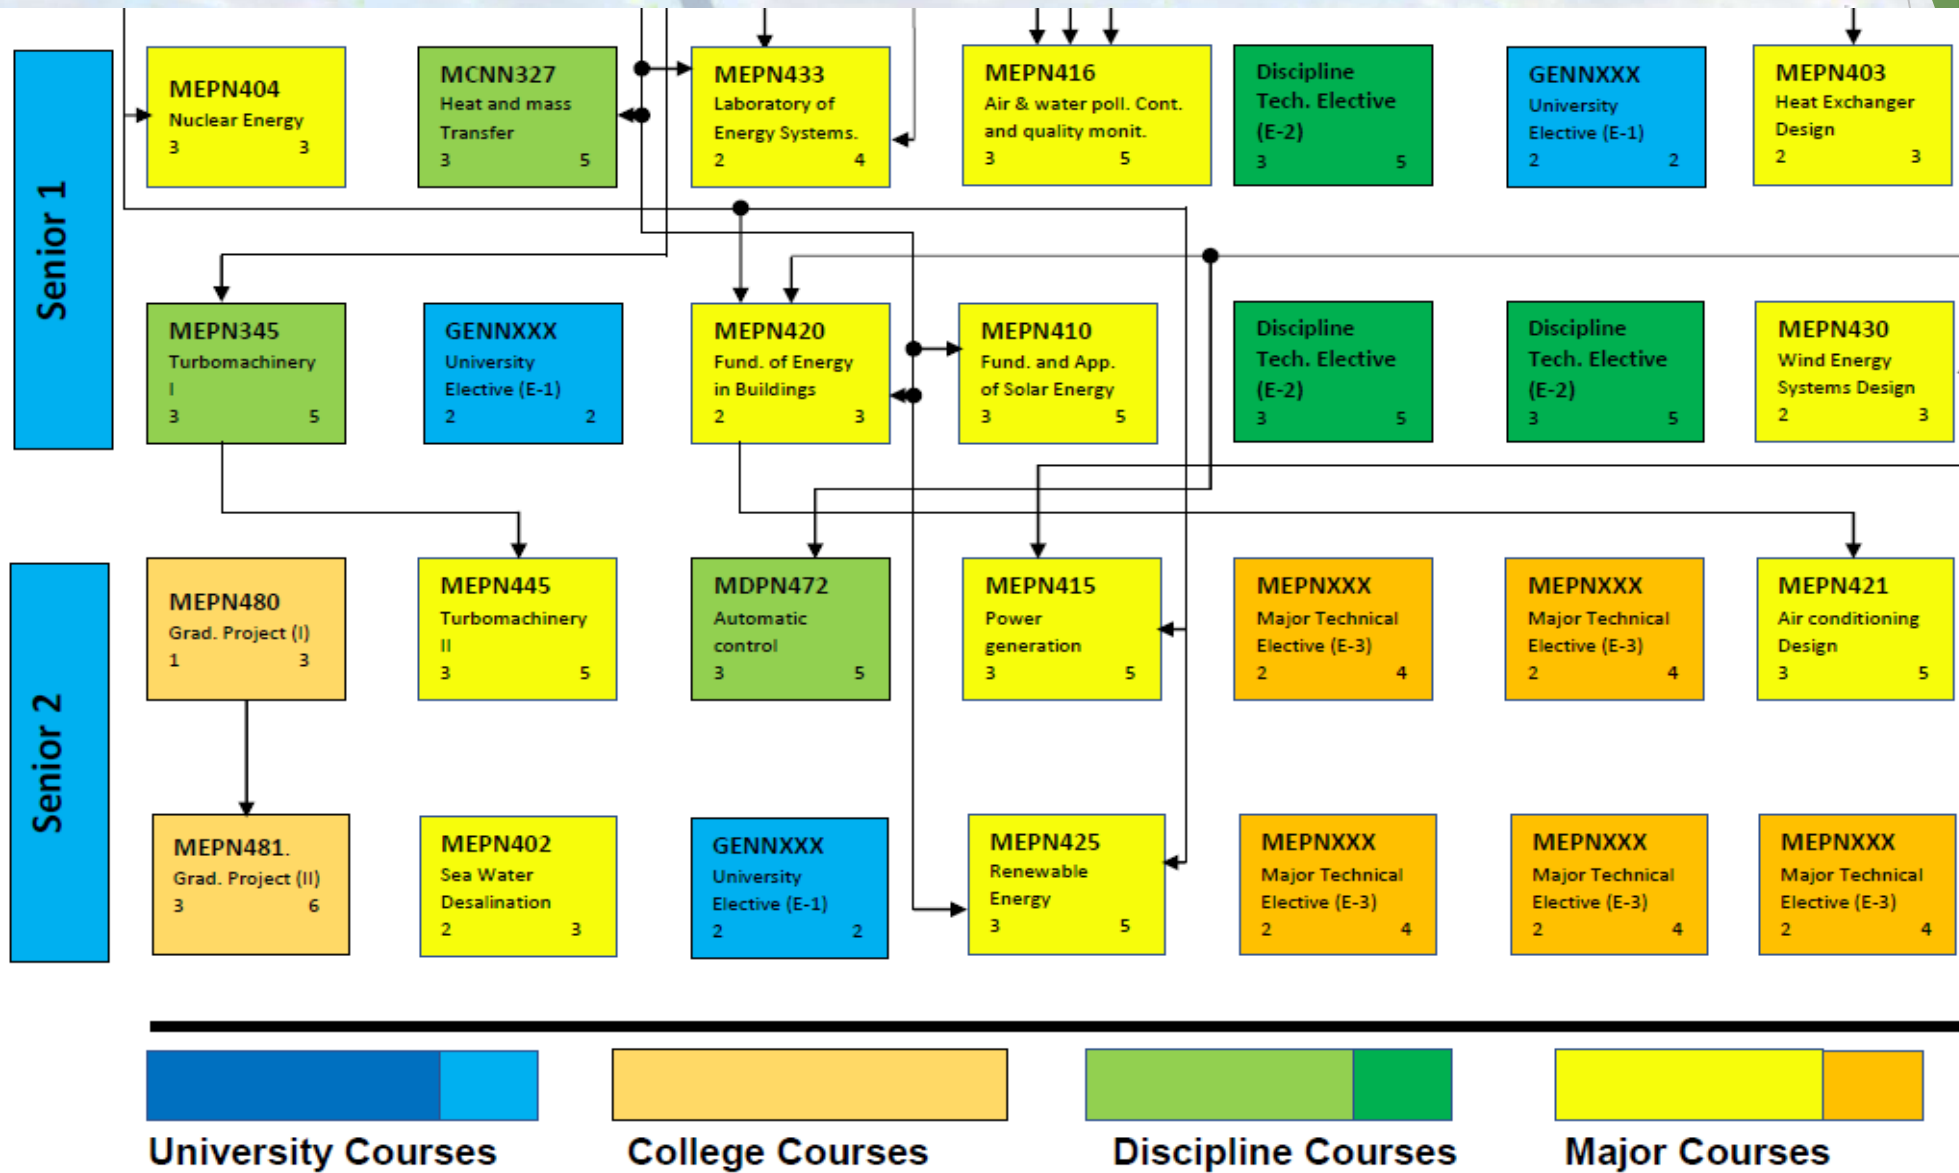 Senior 1
MEPN404
Nuclear Energy
3 3
MCNN327
Heat and mass
Transfer
3 5
MEPN433
Laboratory of
Energy Systems.
2 4
MEPN416
Air & water poll. Cont.
and quality monit.
3 5
Discipline
Tech. Elective
(E-2)
3 5
GENNXXX
University
Elective (E-1)
2 2
MEPN403
Heat Exchanger
Design
2 3
MEPN345
Turbomachinery
I
3 5
GENNXXX
University
Elective (E-1)
2 2
MEPN420
Fund. of Energy
in Buildings
2 3
MEPN410
Fund. and App.
of Solar Energy
3 5
Discipline
Tech. Elective
(E-2)
3 5
Discipline
Tech. Elective
(E-2)
3 5
MEPN430
Wind Energy
Systems Design
2 3
Senior 2
MEPN480
Grad. Project (I)
1 3
MEPN445
Turbomachinery
II
3 5
MDPN472
Automatic
control
3 5
MEPN415
Power
generation
3 5
MEPNXXX
Major Technical
Elective (E-3)
2 4
MEPNXXX
Major Technical
Elective (E-3)
2 4
MEPN421
Air conditioning
Design
3 5
MEPN481.
Grad. Project (II)
3 6
MEPN402
Sea Water
Desalination
2 3
GENNXXX
University
Elective (E-1)
2 2
MEPN425
Renewable
Energy
3 5
MEPNXXX
Major Technical
Elective (E-3)
2 4
MEPNXXX
Major Technical
Elective (E-3)
2 4
MEPNXXX
Major Technical
Elective (E-3)
2 4
University Courses
College Courses
Discipline Courses
Major Courses